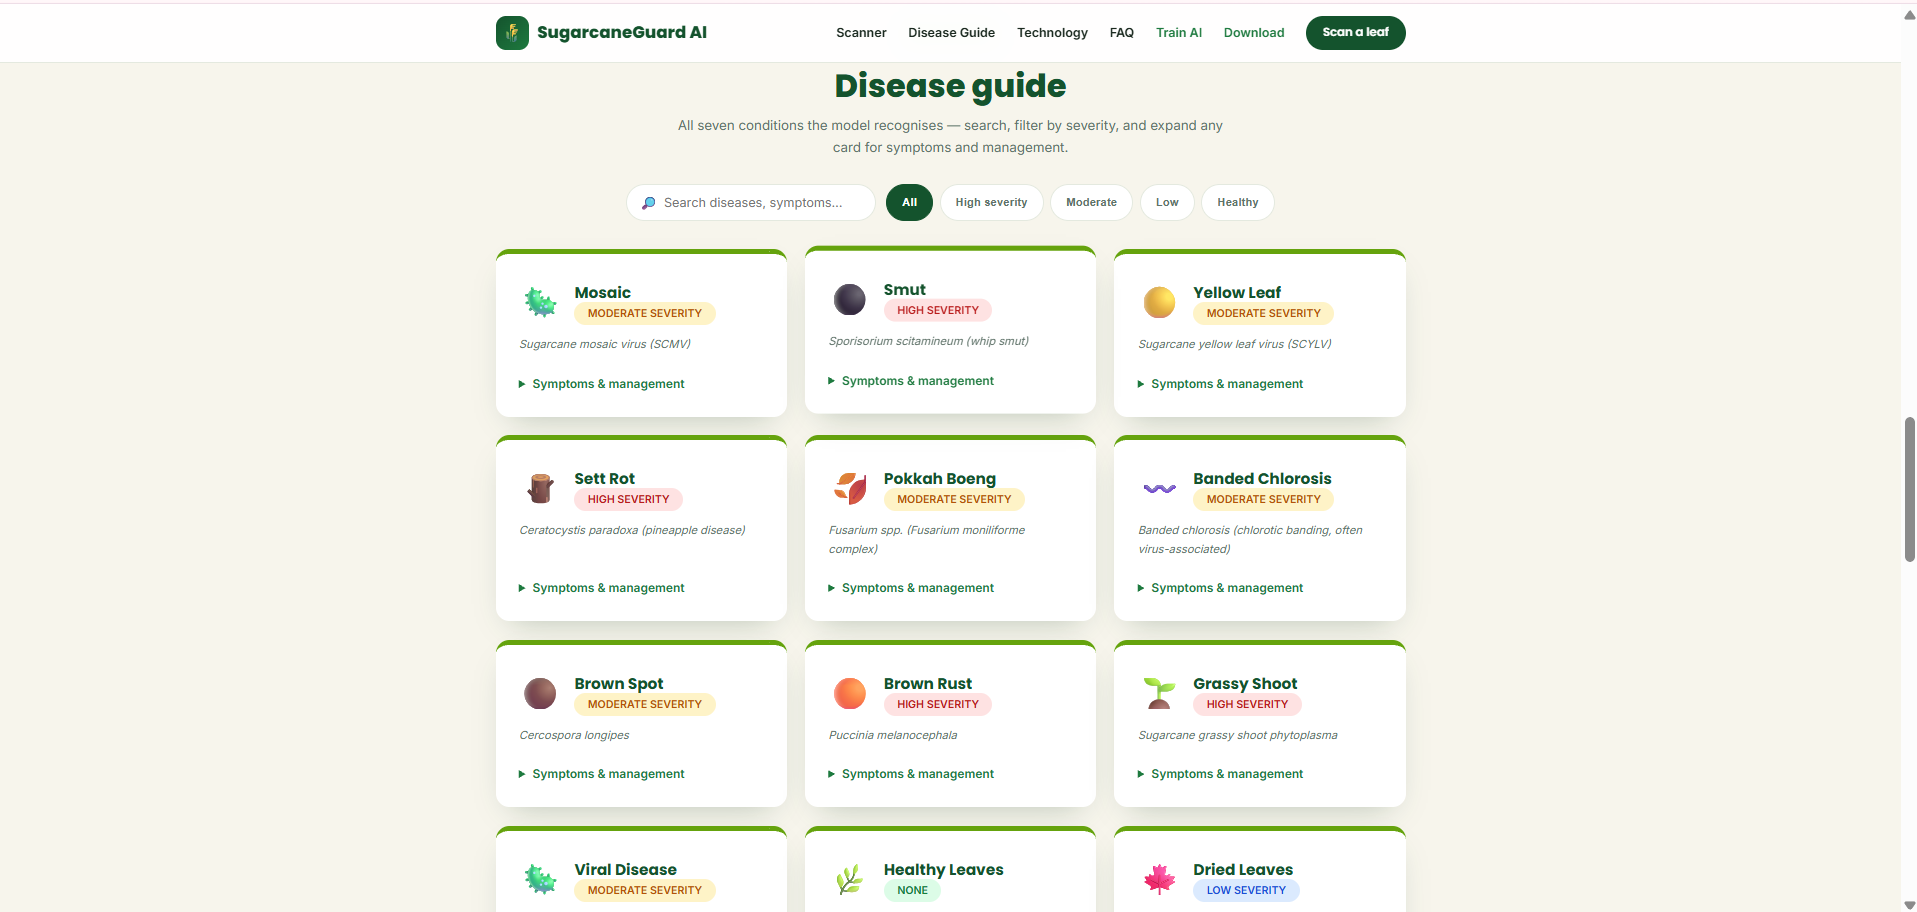 SugarcaneGuard AI
Scanner
Disease Guide
Technology
FAQ
Train AI
Download
Scan a leaf
Disease guide
All seven conditions the model recognises — search, filter by severity, and expand any
card for symptoms and management.
Search diseases, symptoms...
All
High severity
Moderate
Low
Healthy
Mosaic
MODERATE SEVERITY
Sugarcane mosaic virus (SCMV)
Symptoms & management
Smut
HIGH SEVERITY
Sporisorium scitamineum (whip smut)
Symptoms & management
Yellow Leaf
MODERATE SEVERITY
Sugarcane yellow leaf virus (SCYLV)
Symptoms & management
Sett Rot
HIGH SEVERITY
Ceratocystis paradoxa (pineapple disease)
Symptoms & management
Pokkah Boeng
MODERATE SEVERITY
Fusarium spp. (Fusarium moniliforme
complex)
Symptoms & management
Banded Chlorosis
MODERATE SEVERITY
Banded chlorosis (chlorotic banding, often
virus-associated)
Symptoms & management
Brown Spot
MODERATE SEVERITY
Cercospora longipes
Symptoms & management
Brown Rust
HIGH SEVERITY
Puccinia melanocephala
Symptoms & management
Grassy Shoot
HIGH SEVERITY
Sugarcane grassy shoot phytoplasma
Symptoms & management
Viral Disease
MODERATE SEVERITY
Healthy Leaves
NONE
Dried Leaves
LOW SEVERITY